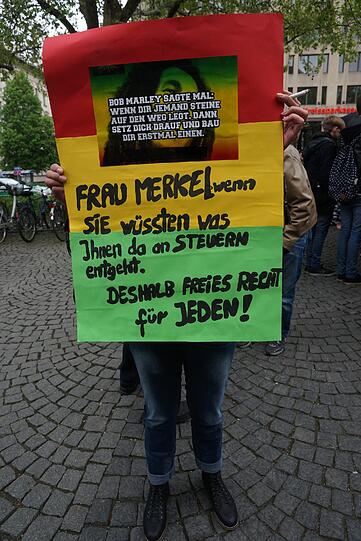 BOB MARLEY SAGTE MAL:
WENN DIR JEMAND STEINE
AUF DEN WEG LEGT, DANN
SETZ DICH DRAUF UND BAU
DIR ERSTMAL EINEN.
FRAU MERKEL wenn
SIE wüssten was
Ihnen da an STEUERN
entgeht.
DESHALB FREIES RECHT
für JEDEN!